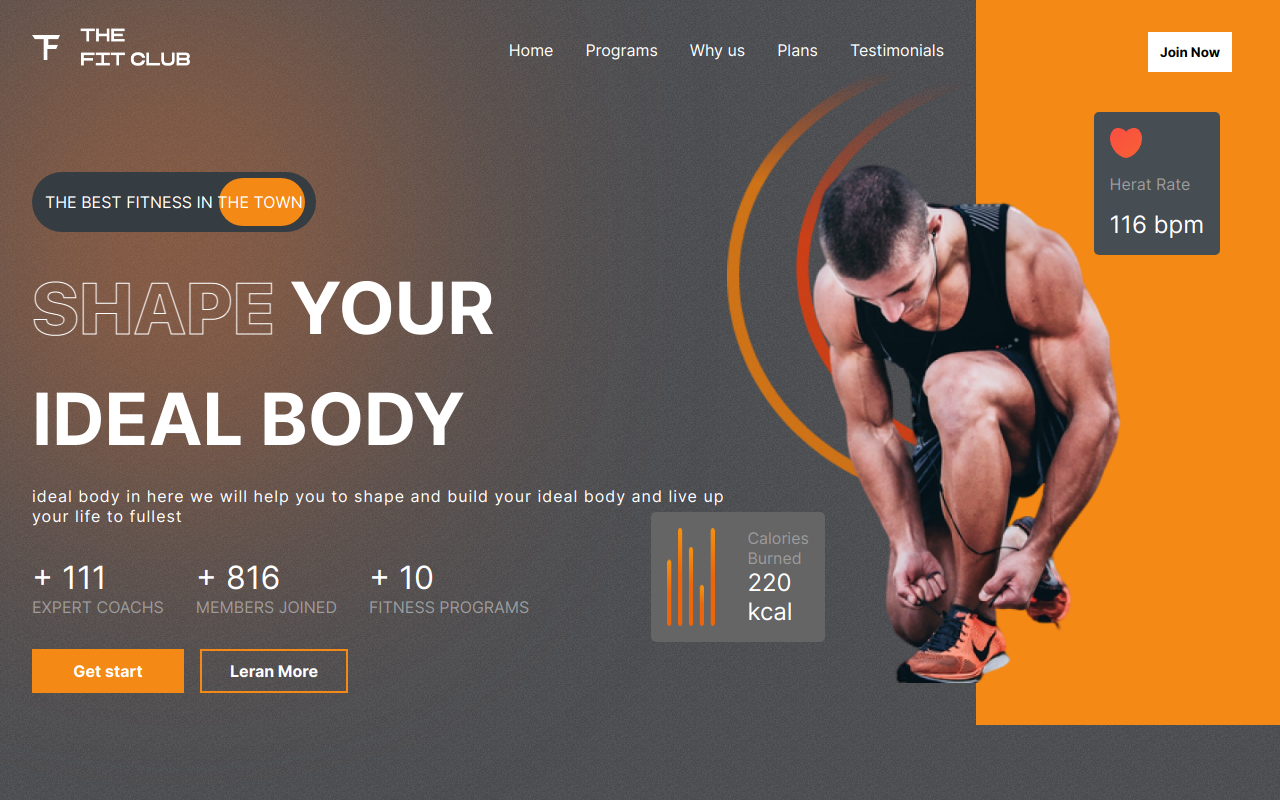 THE
FIT CLUB
Home Programs Why us Plans Testimonials
Join Now
Herat Rate
116 bpm
THE BEST FITNESS IN THE TOWN
SHAPE YOUR
IDEAL BODY
ideal body in here we will help you to shape and build your ideal body and live up
your life to fullest
Calories
Burned
220
kcal
+ 111 + 816 + 10
EXPERT COACHS MEMBERS JOINED FITNESS PROGRAMS
Get start Leran More